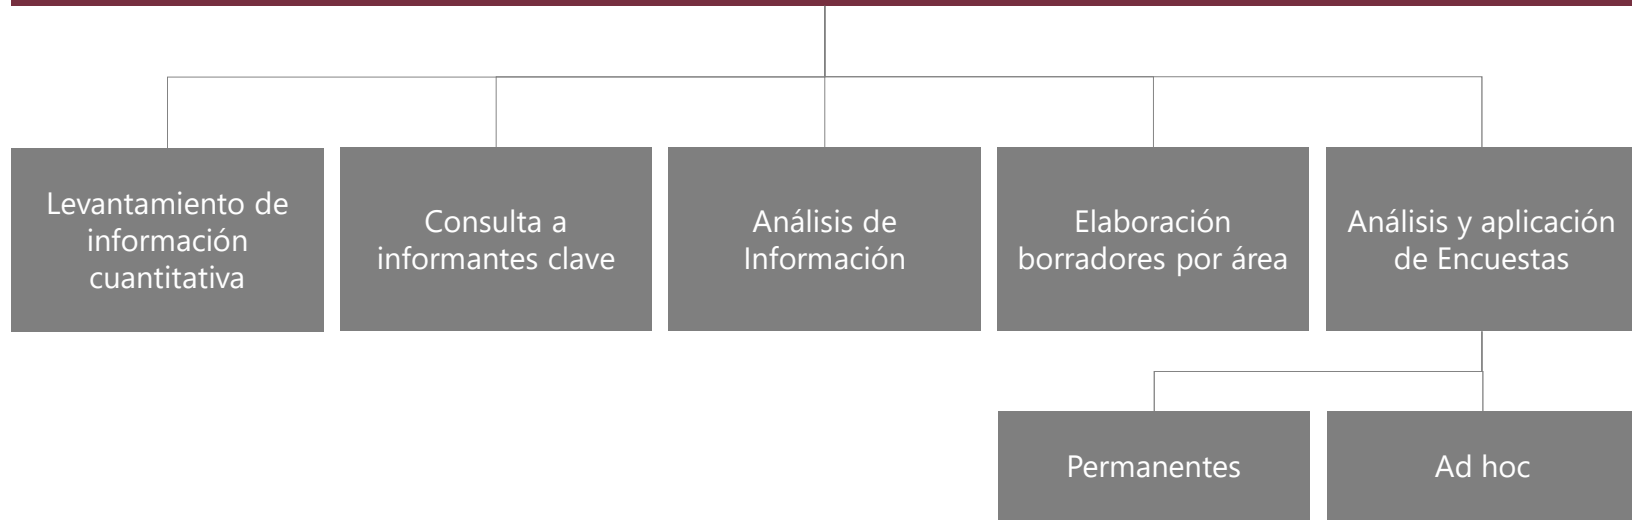 Levantamiento de
información
cuantitativa
Consulta a
informantes clave
Análisis de
Información
Elaboración
borradores por área
Análisis y aplicación
de Encuestas
Permanentes
Ad hoc